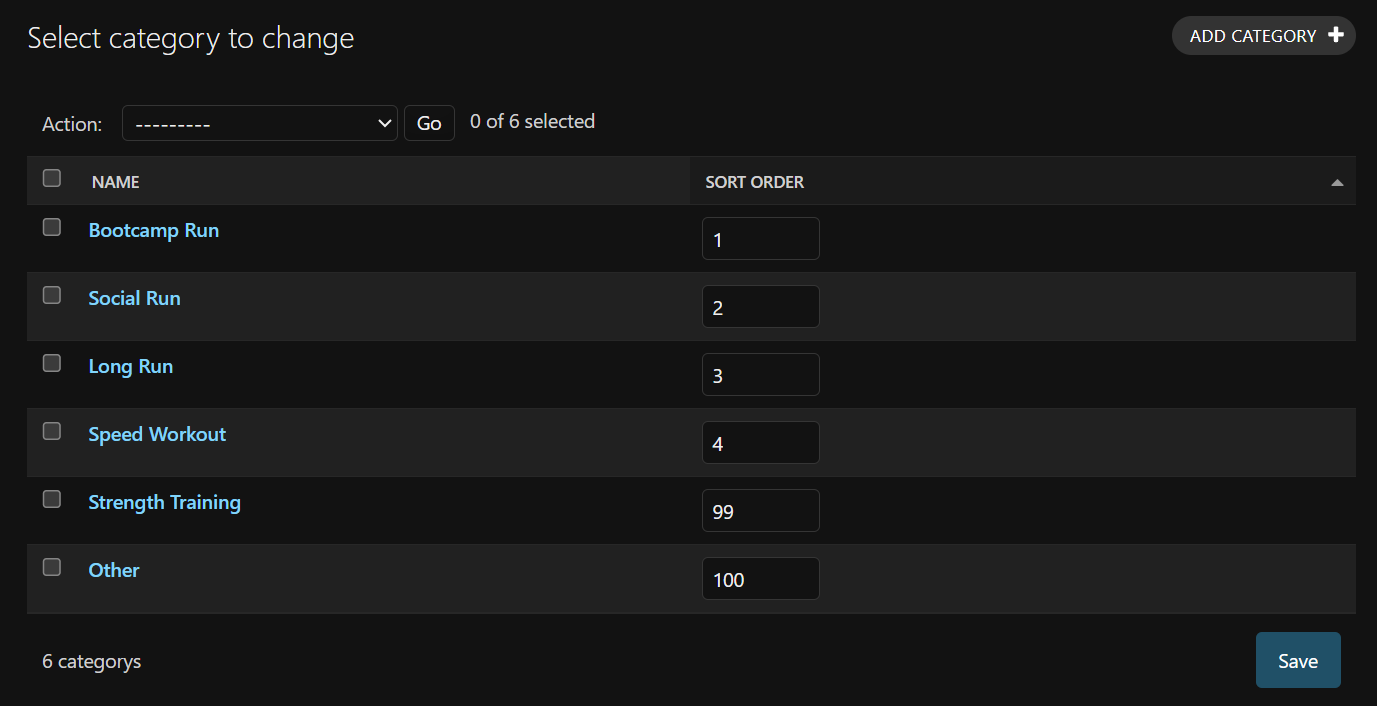 Select category to change
ADD CATEGORY +
Action: --------- Go 0 of 6 selected
NAME SORT ORDER
Bootcamp Run 1
Social Run 2
Long Run 3
Speed Workout 4
Strength Training 99
Other 100
6 categorys Save